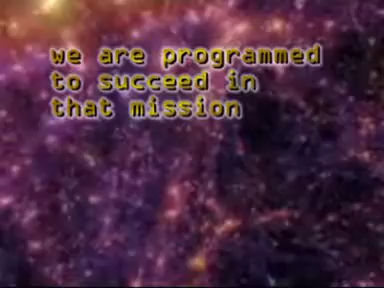 we are programmed
to succeed in
that mission